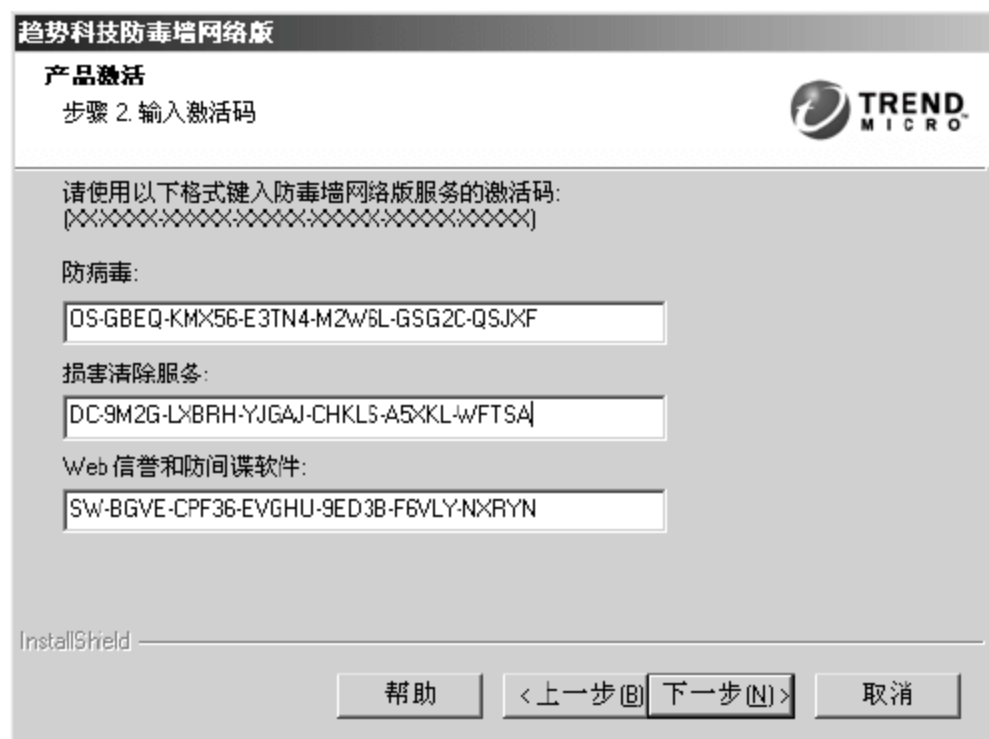 趋势科技防毒墙网络版
产品激活
步骤 2. 输入激活码
TREND
MICRO
请使用以下格式键入防毒墙网络版服务的激活码:
(XX-XXXX-XXXXX-XXXXX-XXXXX-XXXXX-XXXXX)
防病毒:
OS-GBEQ-KMX56-E3TN4-M2W6L-GSG2C-QSJXF
损害清除服务:
DC-9M2G-LXBRH-YJGAJ-CHKLS-A5XKL-WFTSA
Web 信誉和防间谍软件:
SW-BGVE-CPF36-EVGHU-9ED3B-F6VLY-NXRYN
InstallShield
帮助
<上一步(B)
下一步(N)>
取消